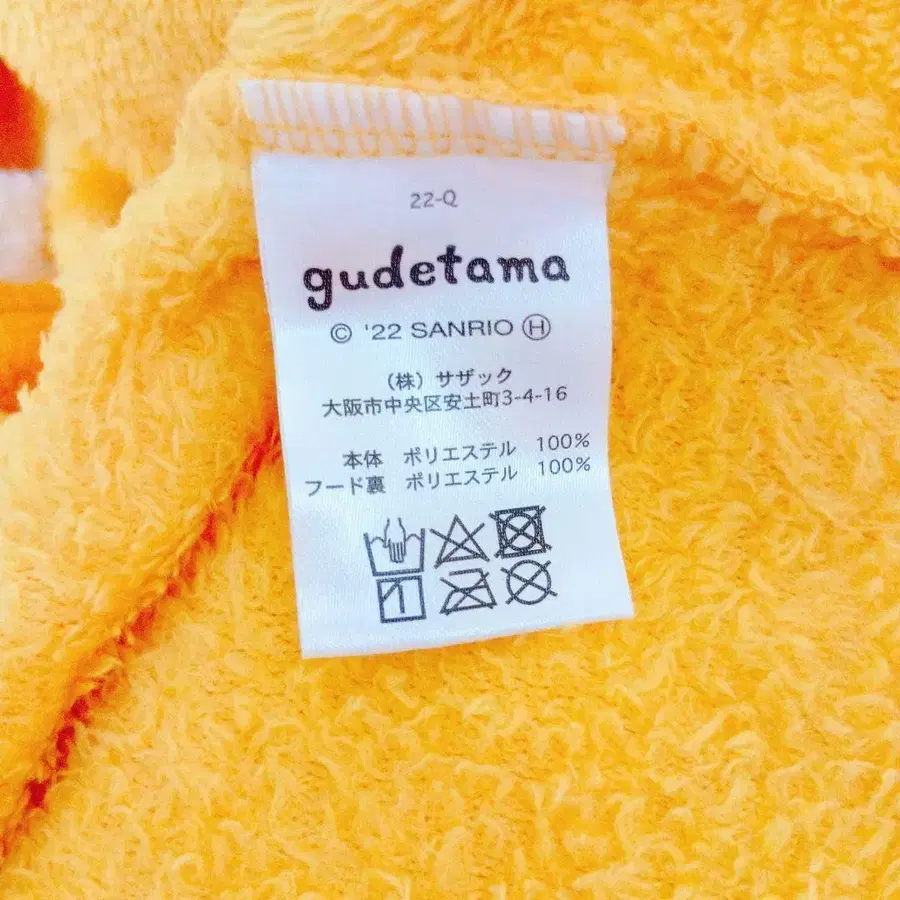 22-Q
gudetama
© '22 SANRIO Ⓗ
（株）サザック
大阪市中央区安土町3-4-16
本体 ポリエステル 100%
フード裏 ポリエステル 100%